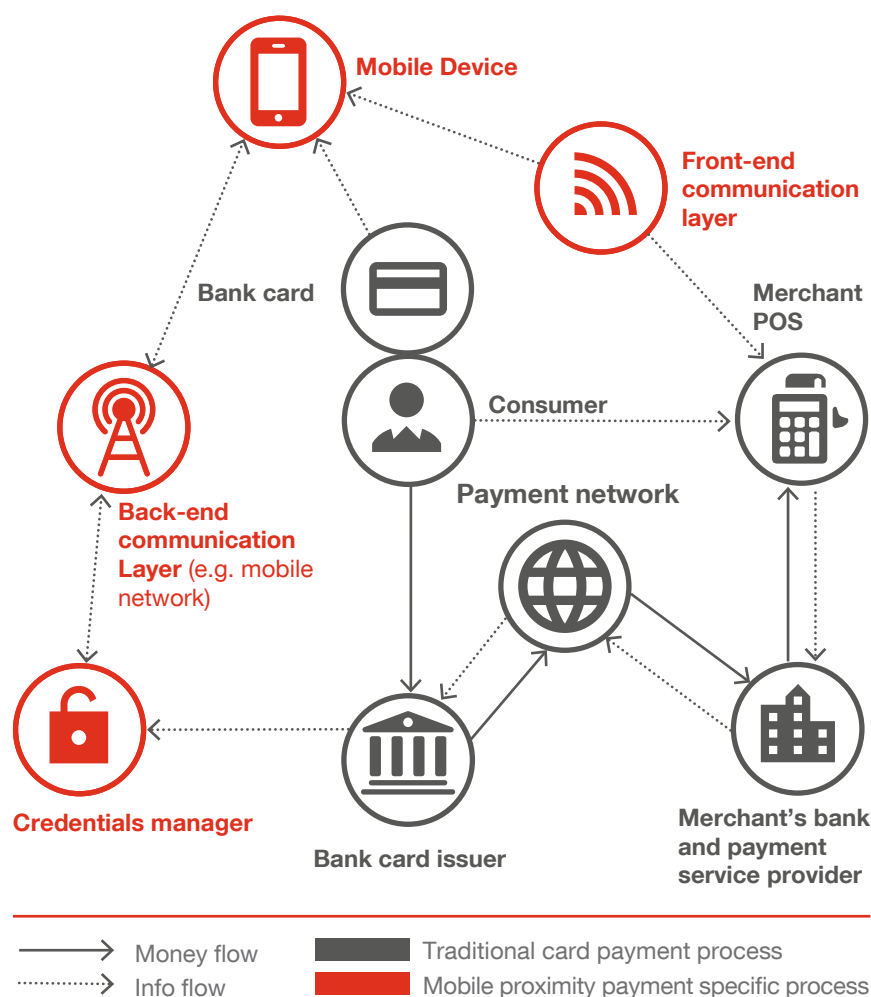 Mobile Device
Front-end
communication
layer
Bank card
Merchant
POS
Consumer
Payment network
Back-end
communication
Layer (e.g. mobile
network)
Credentials manager
Bank card issuer
Merchant’s bank
and payment
service provider
Money flow
Traditional card payment process
Info flow
Mobile proximity payment specific process